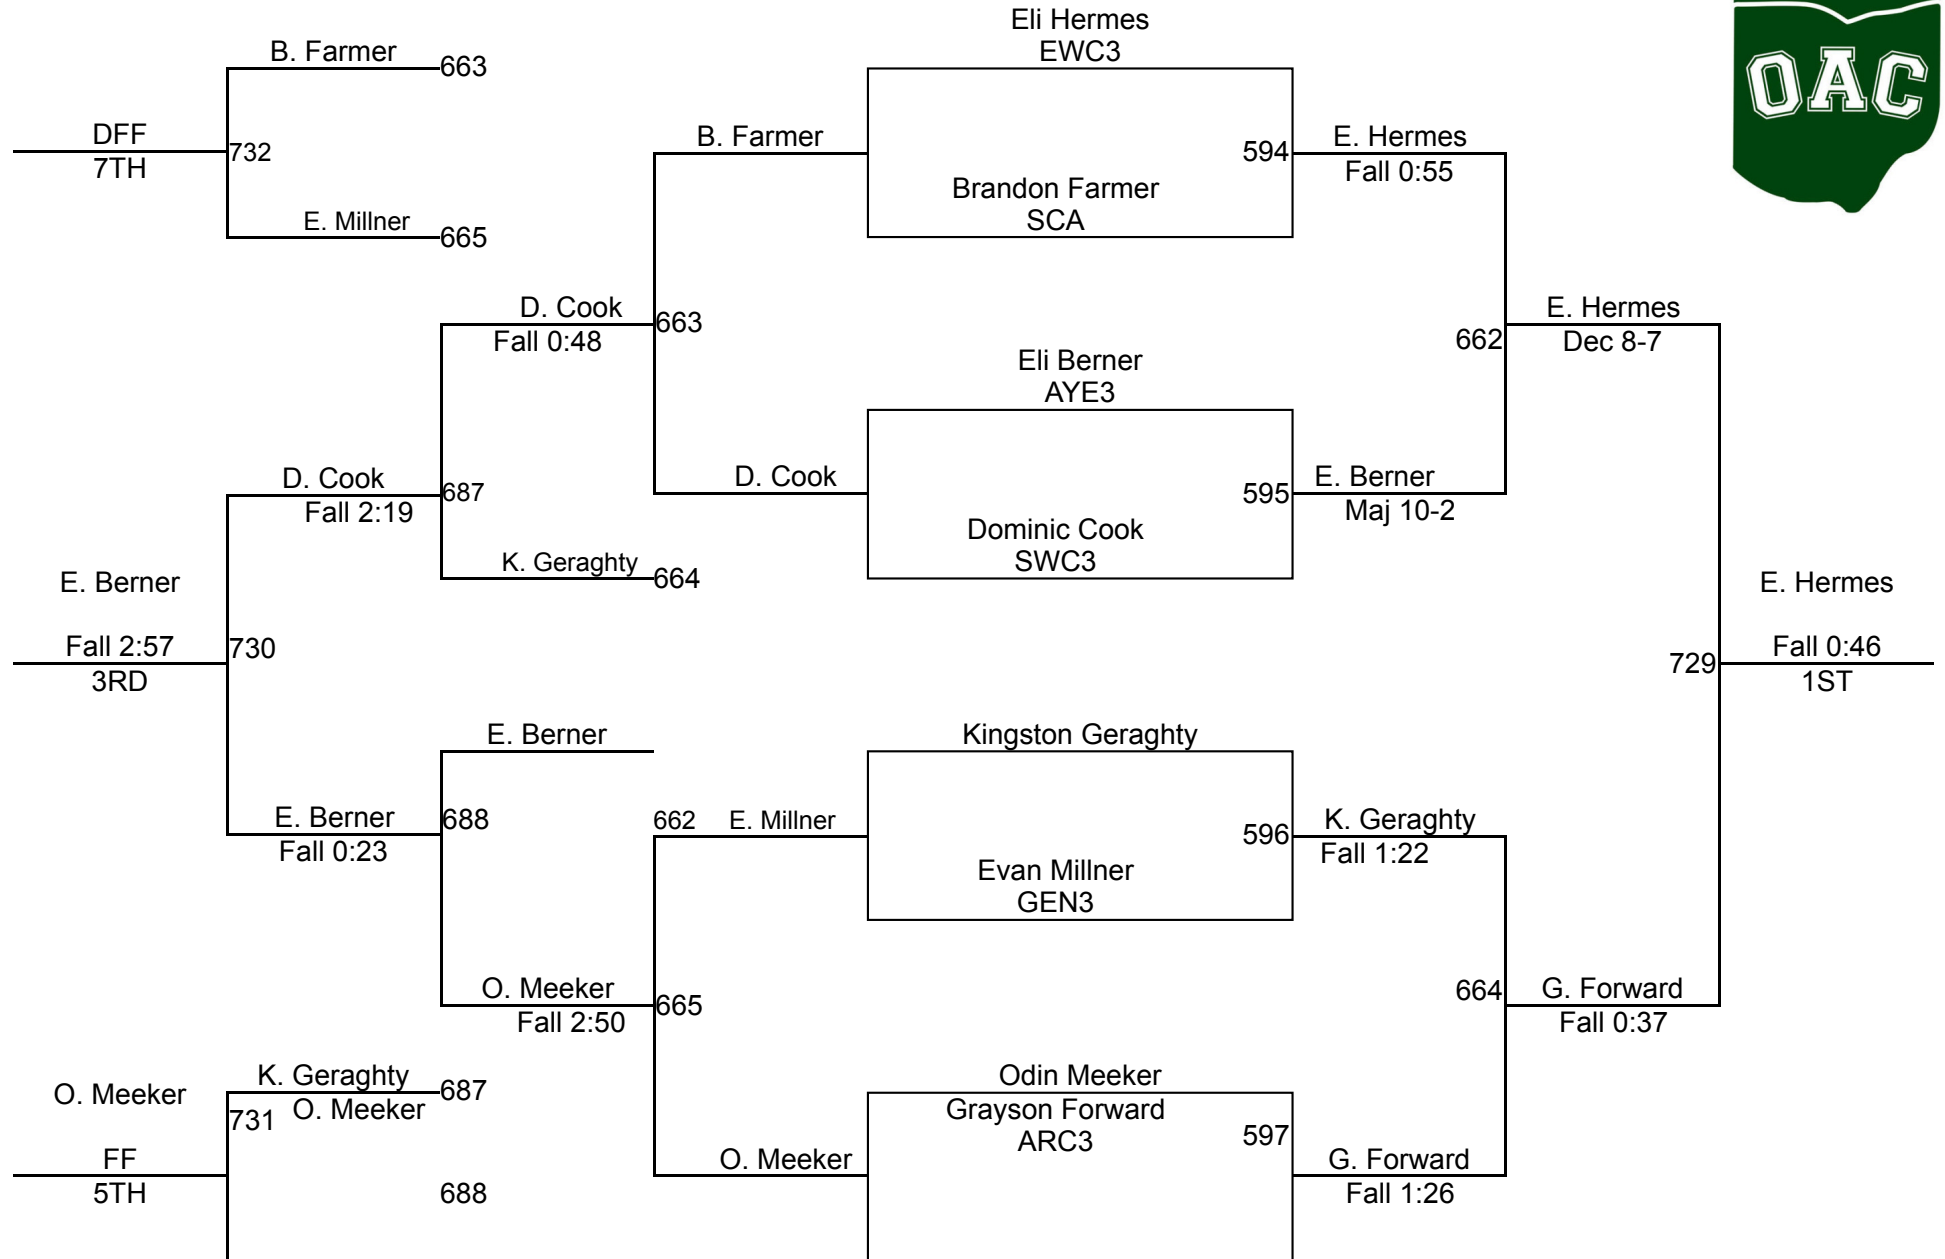 Eli Hermes
EWC3
OAC
B. Farmer
663
DFF
732
7TH
B. Farmer
594
E. Hermes
Fall 0:55
Brandon Farmer
SCA
E. Millner
665
D. Cook
663
Fall 0:48
E. Hermes
662
Dec 8-7
Eli Berner
AYE3
D. Cook
687
Fall 2:19
D. Cook
595
E. Berner
Maj 10-2
Dominic Cook
SWC3
K. Geraghty
664
E. Berner
Fall 2:57
730
3RD
E. Hermes
729
Fall 0:46
1ST
E. Berner
Kingston Geraghty
E. Berner
688
Fall 0:23
662
E. Millner
596
K. Geraghty
Fall 1:22
Evan Millner
GEN3
O. Meeker
665
Fall 2:50
664
G. Forward
Fall 0:37
O. Meeker
K. Geraghty
687
731
O. Meeker
Odin Meeker
Grayson Forward
ARC3
597
FF
5TH
688
O. Meeker
G. Forward
Fall 1:26